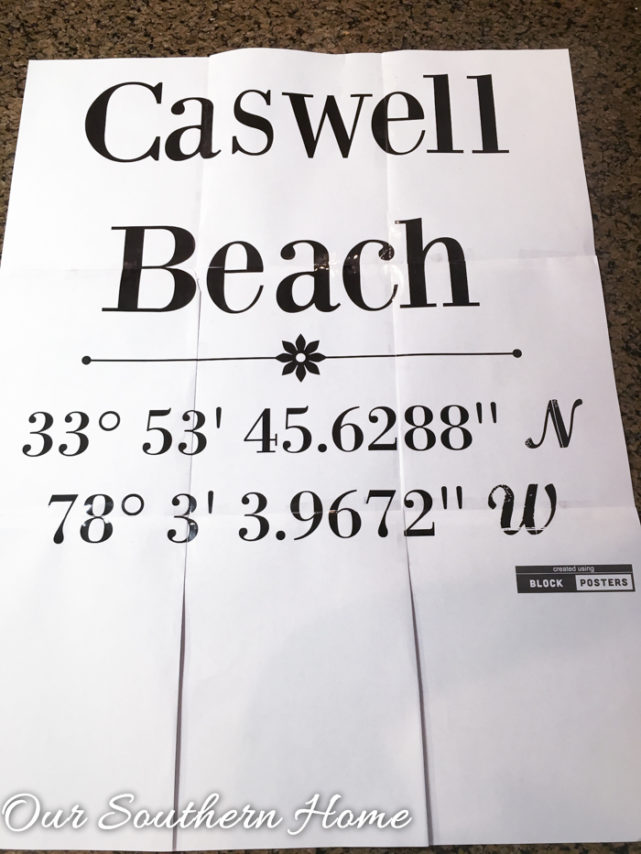 Caswell
Beach
33° 53' 45.6288" N
78° 3' 3.9672" W
created using
BLOCK POSTERS
Our Southern Home